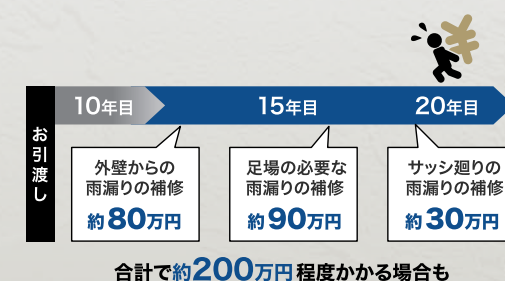 10年目
15年目
20年目
お引渡し
外壁からの
雨漏りの補修
約80万円
足場の必要な
雨漏りの補修
約90万円
サッシ廻りの
雨漏りの補修
約30万円
合計で約200万円程度かかる場合も